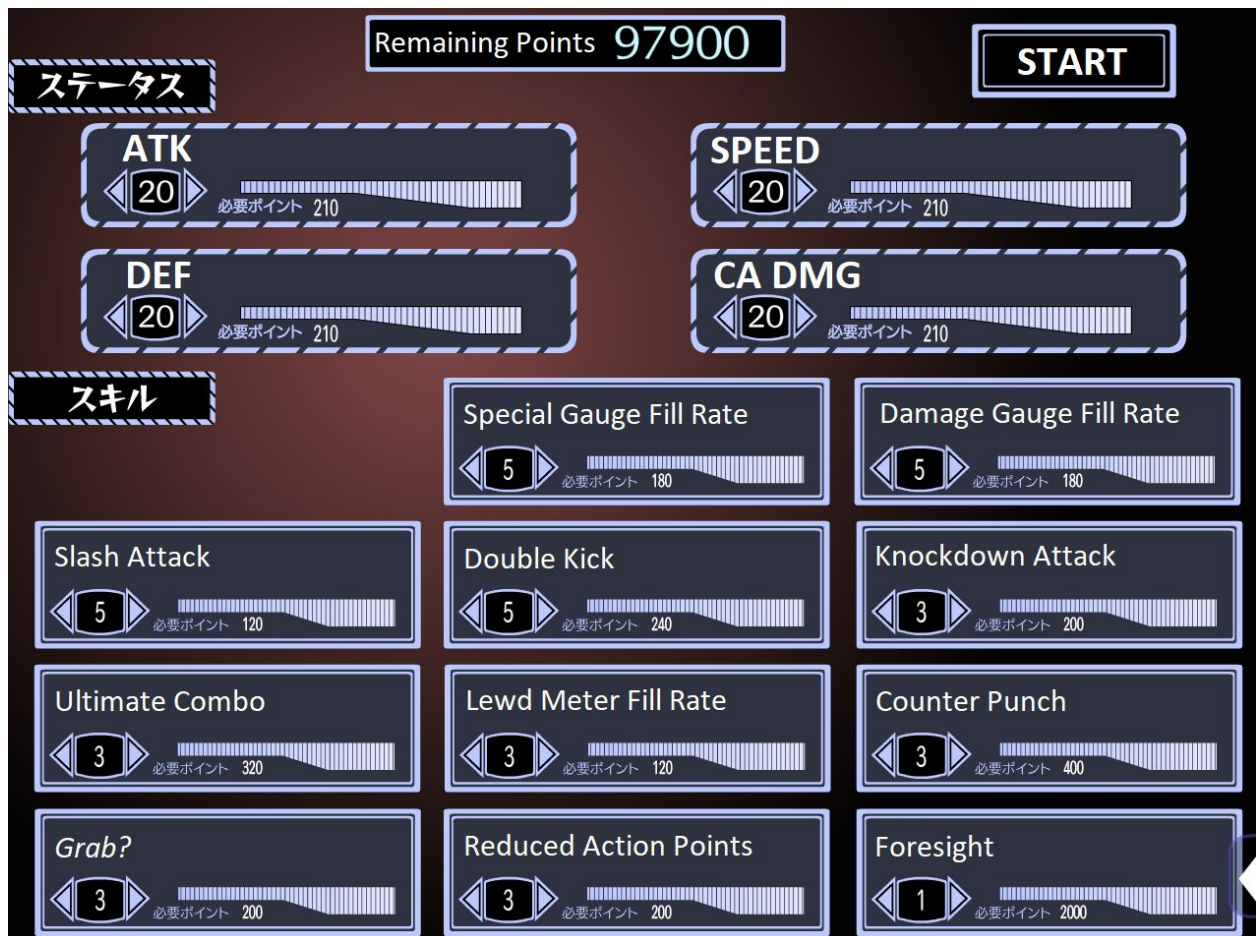 Remaining Points 97900
START
ステータス
ATK
20
必要ポイント 210
SPEED
20
必要ポイント 210
DEF
20
必要ポイント 210
CA DMG
20
必要ポイント 210
スキル
Special Gauge Fill Rate
5
必要ポイント 180
Damage Gauge Fill Rate
5
必要ポイント 180
Slash Attack
5
必要ポイント 120
Double Kick
5
必要ポイント 240
Knockdown Attack
3
必要ポイント 200
Ultimate Combo
3
必要ポイント 320
Lewd Meter Fill Rate
3
必要ポイント 120
Counter Punch
3
必要ポイント 400
Grab?
3
必要ポイント 200
Reduced Action Points
3
必要ポイント 200
Foresight
1
必要ポイント 2000